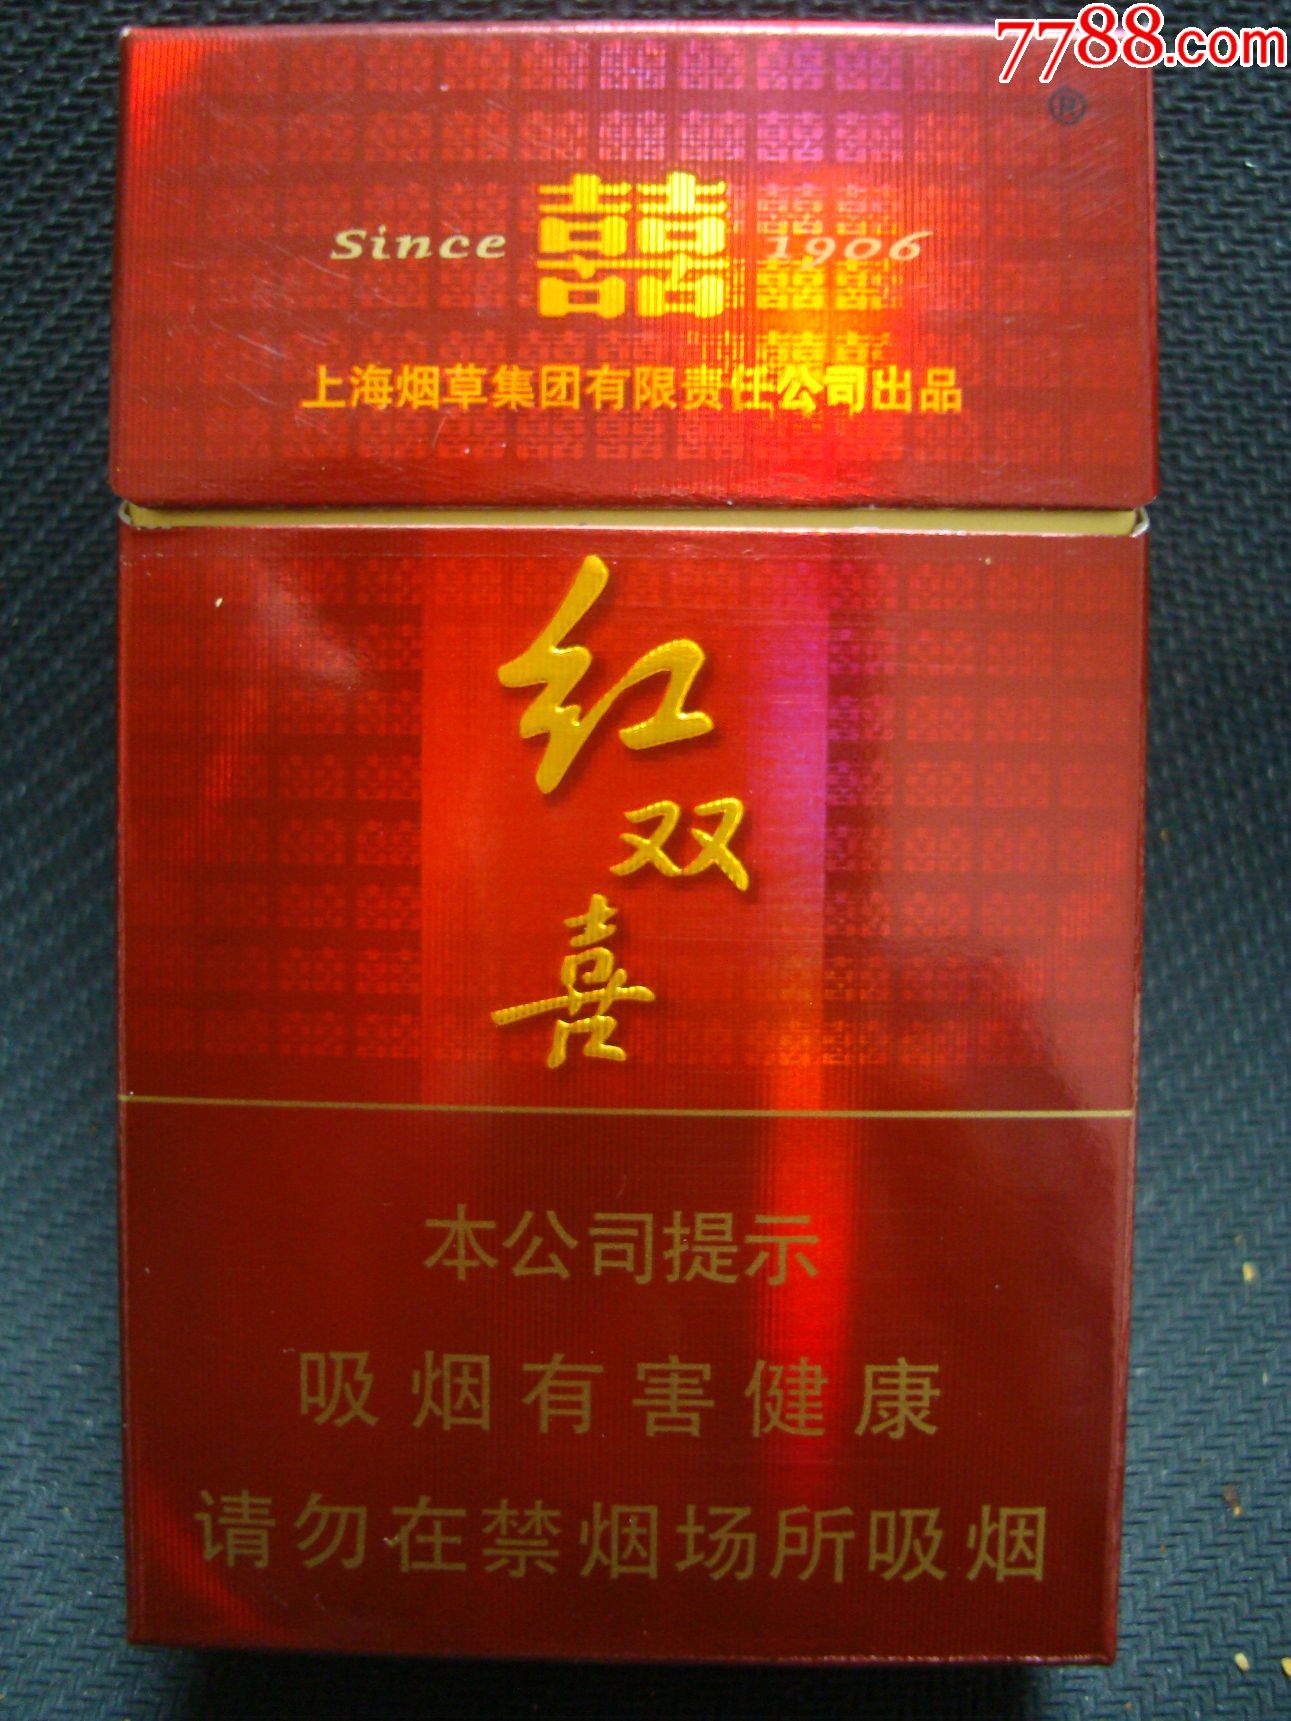 7788.com
®
Since 囍 1906
上海烟草集团有限责任公司出品
红
双
喜
本公司提示
吸烟有害健康
请勿在禁烟场所吸烟